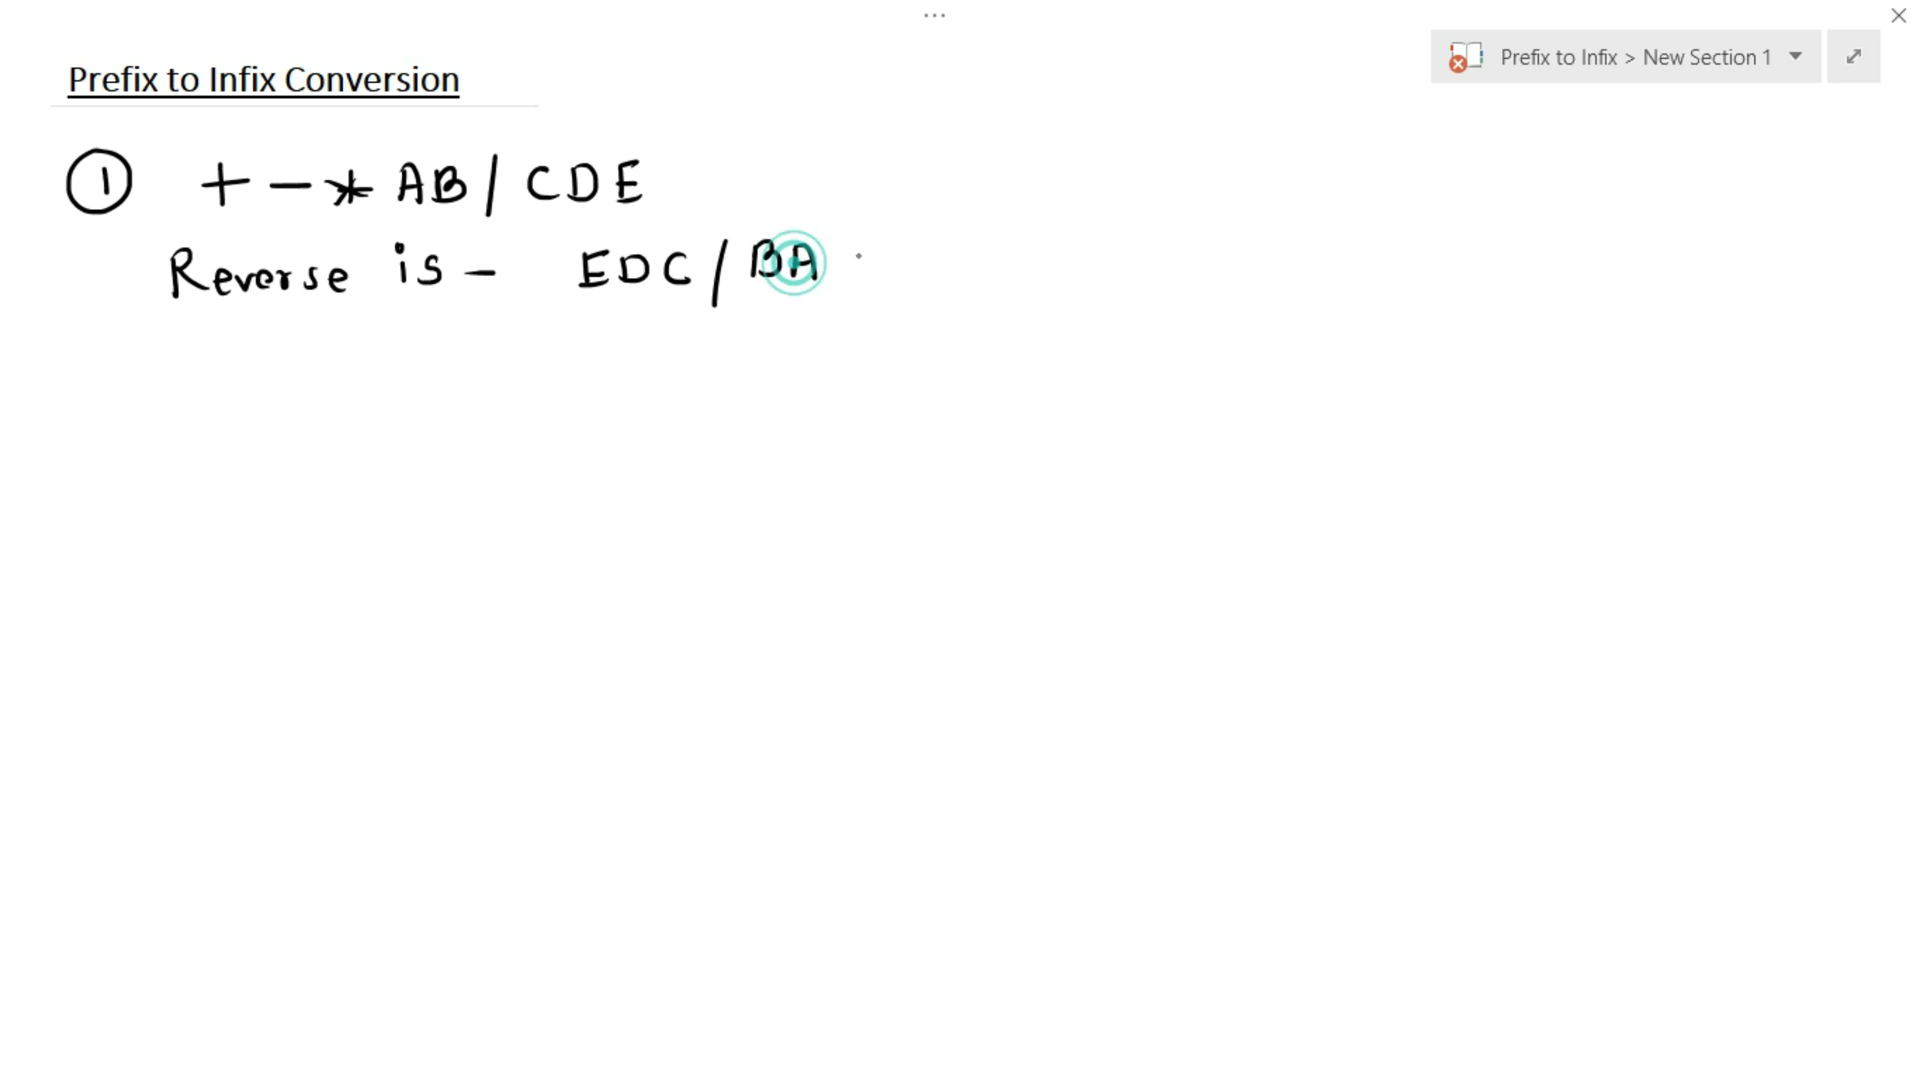 ...
Prefix to Infix > New Section 1
Prefix to Infix Conversion
1 + - * AB / CDE
Reverse is - EDC / BA